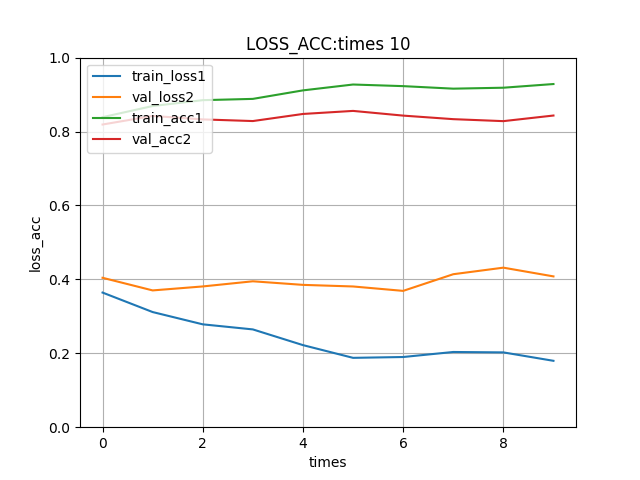 LOSS_ACC:times 10
1.0
0.8
0.6
0.4
0.2
0.0
loss_acc
train_loss1
val_loss2
train_acc1
val_acc2
0 2 4 6 8
times